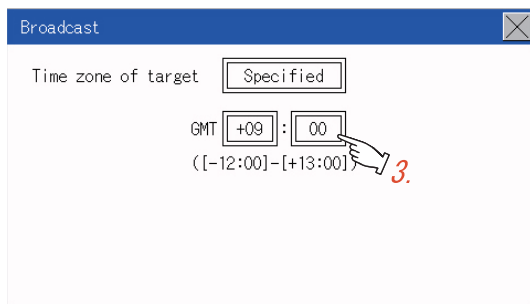 Broadcast
Time zone of target Specified
GMT +09 : 00
([-12:00]-[+13:00])
3.